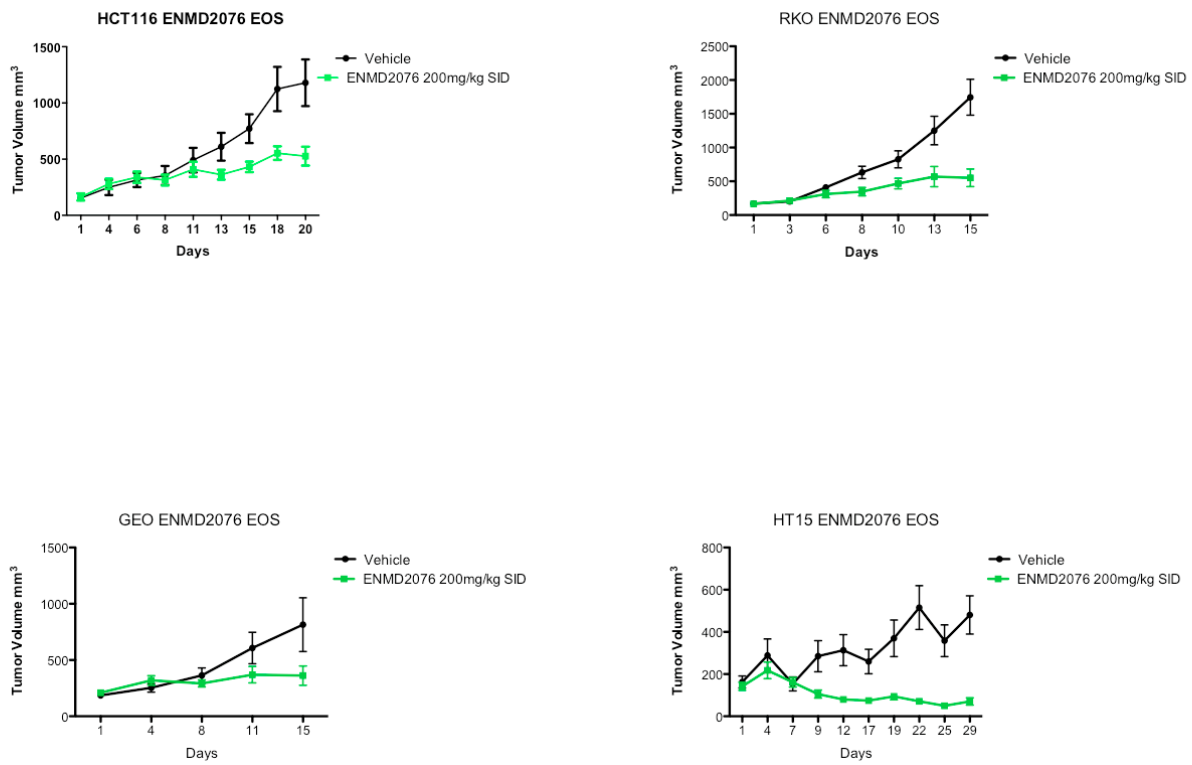 HCT116 ENMD2076 EOS
1500
1000
500
0
Tumor Volume mm³
1 4 6 8 11 13 15 18 20
Days
Vehicle
ENMD2076 200mg/kg SID
RKO ENMD2076 EOS
2500
2000
1500
1000
500
0
Tumor Volume mm³
1 3 6 8 10 13 15
Days
Vehicle
ENMD2076 200mg/kg SID
GEO ENMD2076 EOS
1500
1000
500
0
Tumor Volume mm³
1 4 8 11 15
Days
Vehicle
ENMD2076 200mg/kg SID
HT15 ENMD2076 EOS
800
600
400
200
0
Tumor Volume mm³
1 4 7 9 12 17 19 22 25 29
Days
Vehicle
ENMD2076 200mg/kg SID